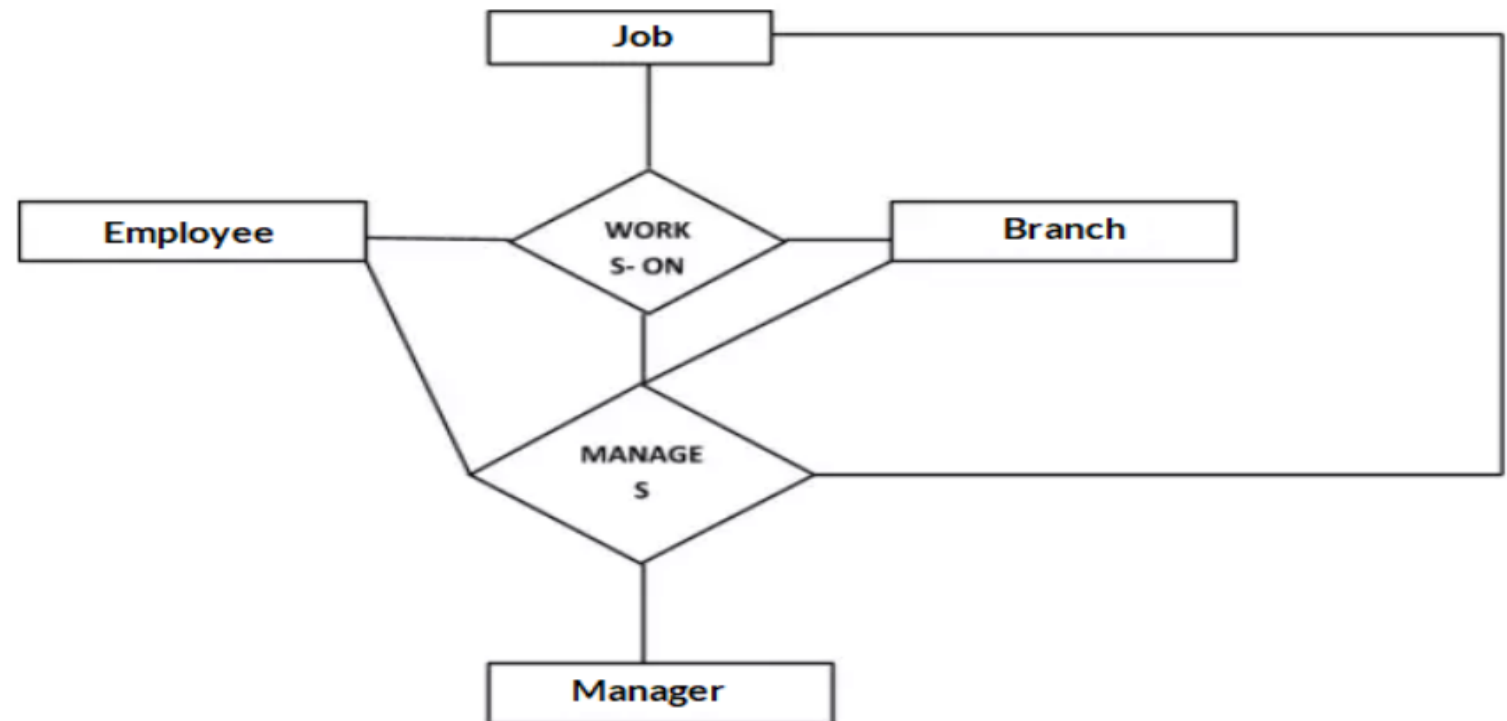 Job
Employee
WORK
S- ON
Branch
MANAGE
S
Manager